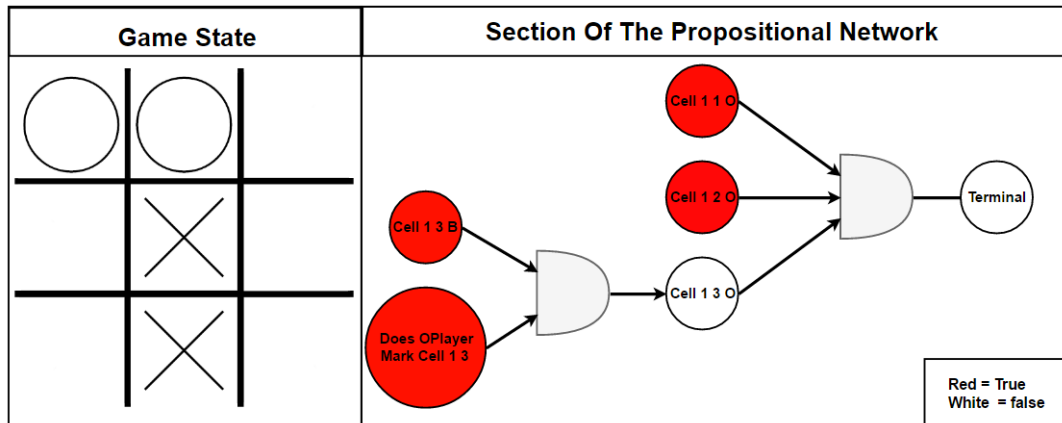 Game State
Section Of The Propositional Network
Cell 1 1 O
Cell 1 2 O
Terminal
Cell 1 3 B
Cell 1 3 O
Does OPlayer
Mark Cell 1 3
Red = True
White = false